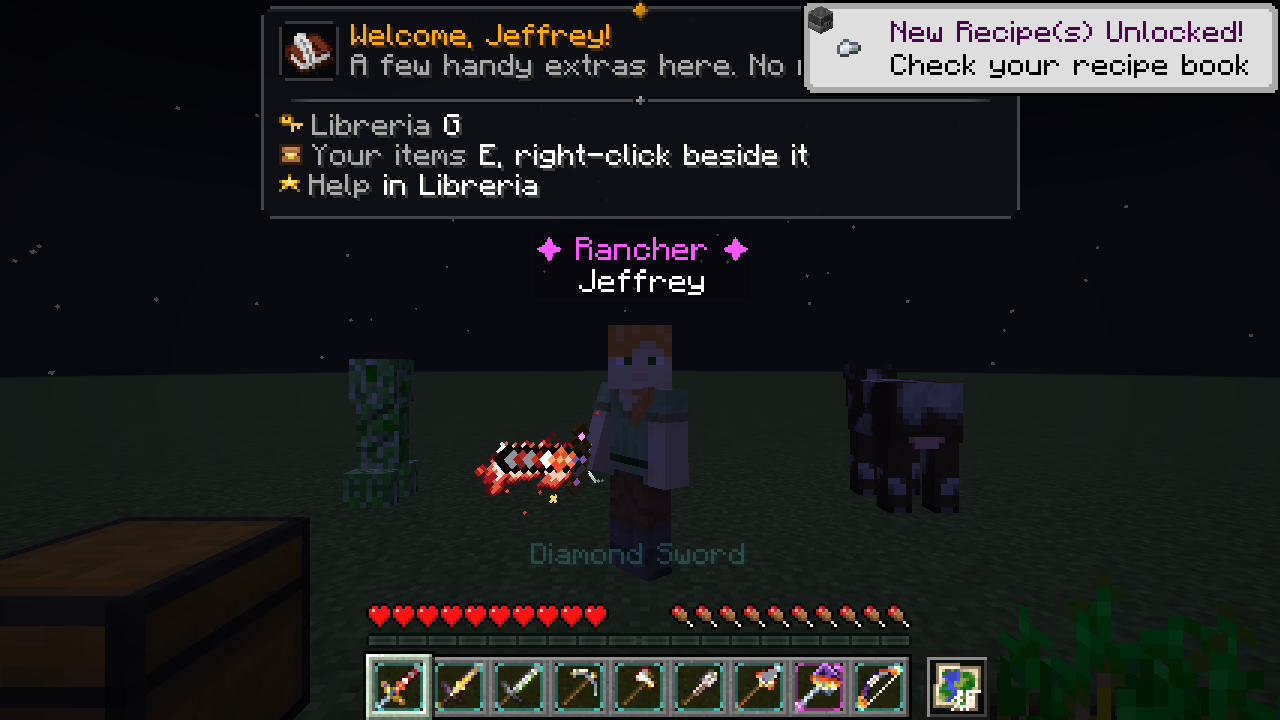 Welcome, Jeffrey!
A few handy extras here. No
New Recipe(s) Unlocked!
Check your recipe book
Libreria G
Your items E, right-click beside it
Help in Libreria
Rancher
Jeffrey
Diamond Sword